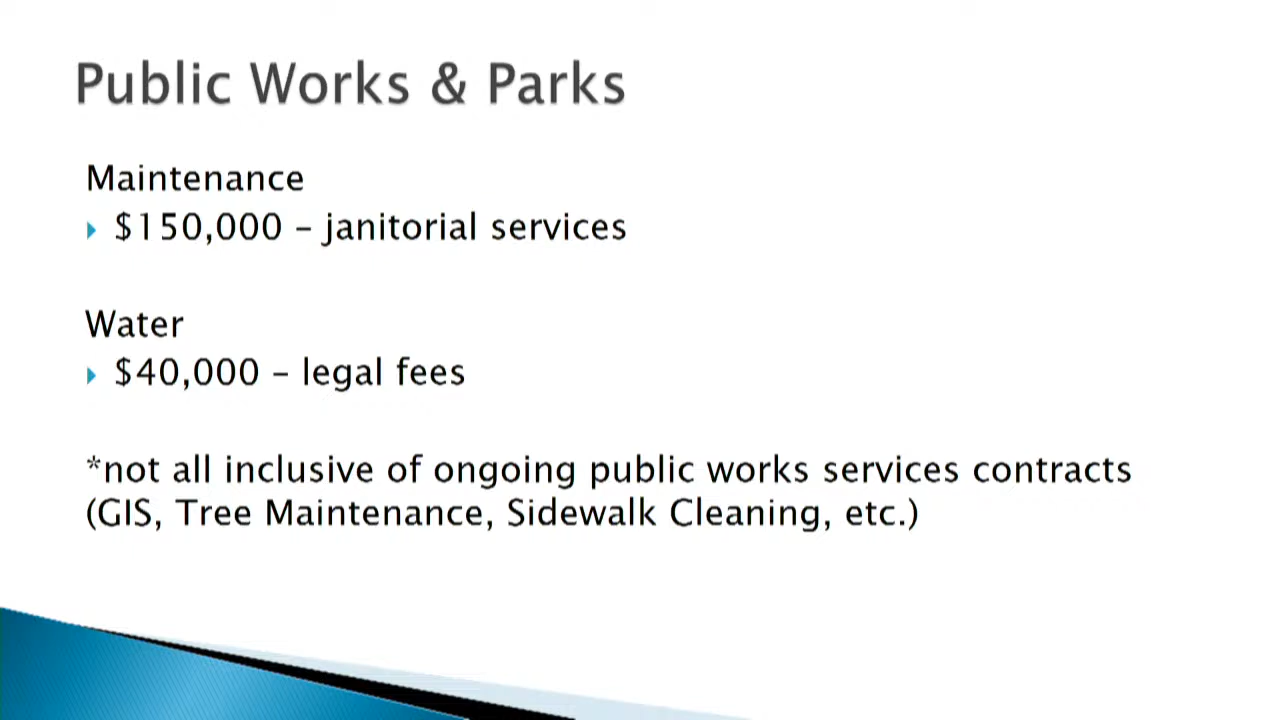 Public Works & Parks
Maintenance
$150,000 – janitorial services
Water
$40,000 – legal fees
*not all inclusive of ongoing public works services contracts
(GIS, Tree Maintenance, Sidewalk Cleaning, etc.)